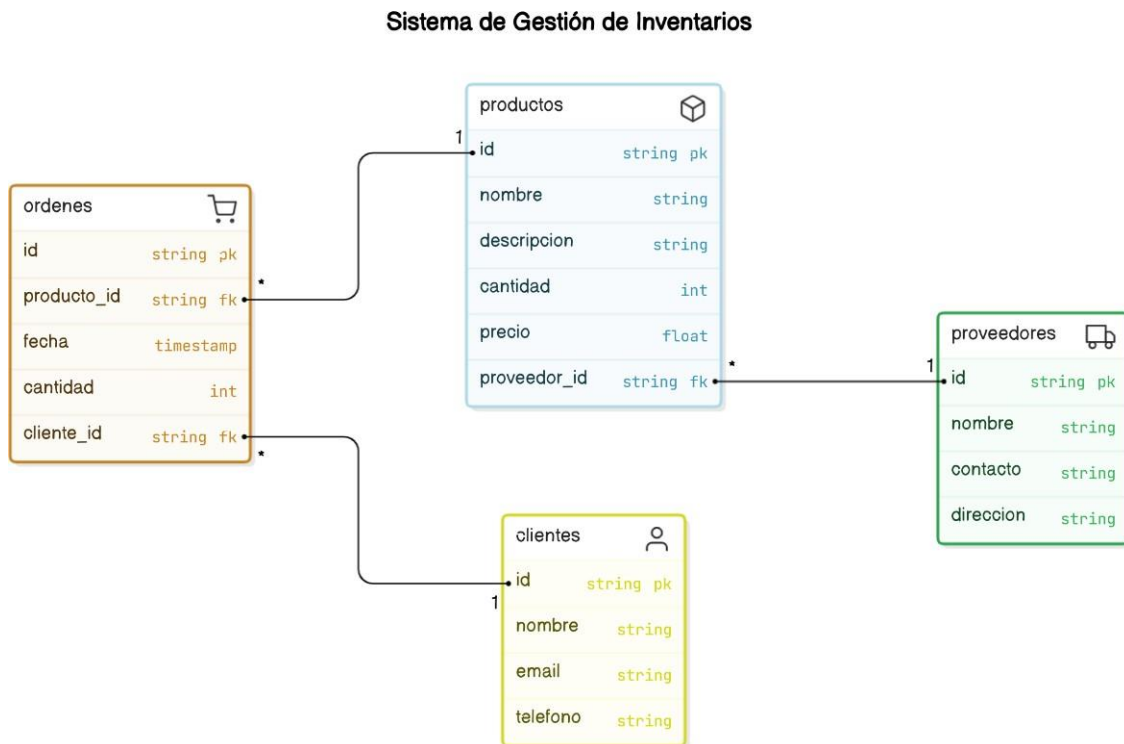 Sistema de Gestión de Inventarios
productos
1
id string pk
nombre string
descripcion string
cantidad int
precio float
proveedor_id string fk
*
ordenes
id string pk
producto_id string fk
*
fecha timestamp
cantidad int
cliente_id string fk
*
proveedores
1
id string pk
nombre string
contacto string
direccion string
clientes
id string pk
1
nombre string
email string
telefono string